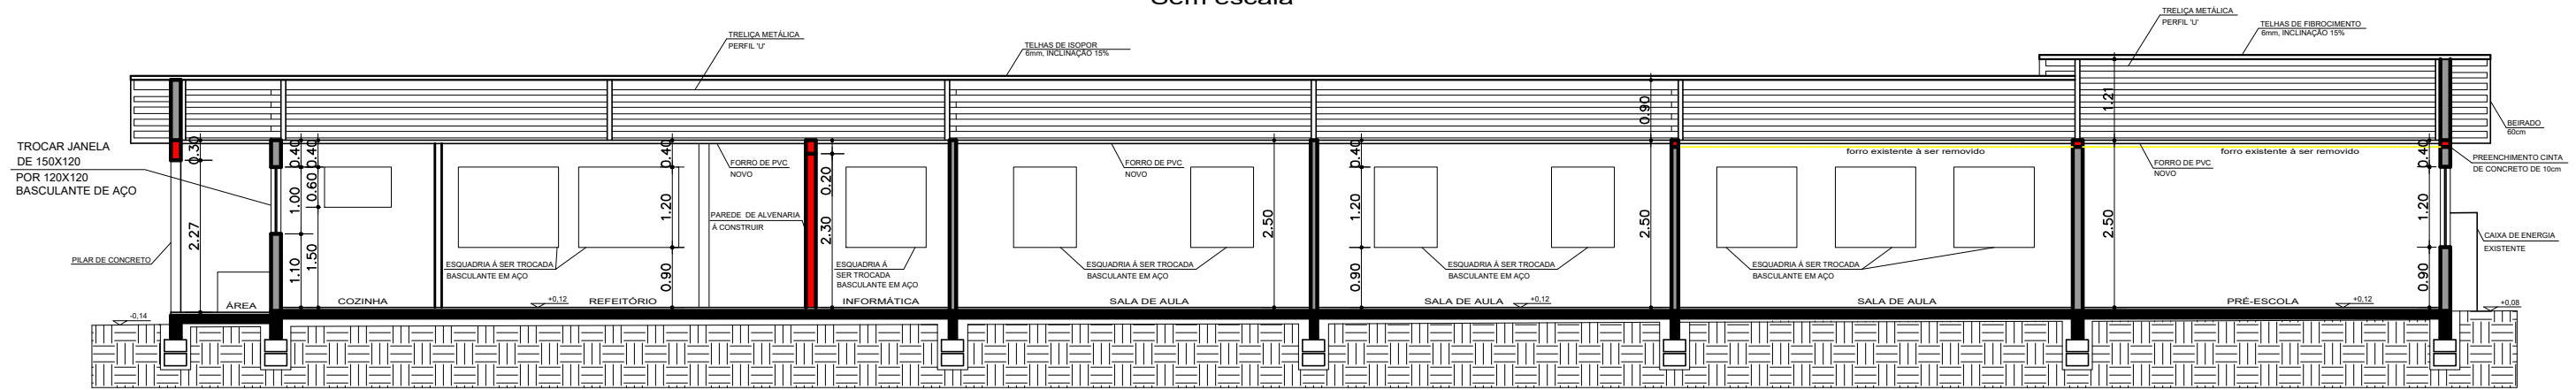 Sem escala
TRELIÇA METÁLICA
PERFIL 'U'
TELHAS DE ISOPOR
6mm, INCLINAÇÃO 15%
TRELIÇA METÁLICA
PERFIL 'U'
TELHAS DE FIBROCIMENTO
6mm, INCLINAÇÃO 15%
0.90
1.21
BEIRADO
60cm
TROCAR JANELA
DE 150X120
POR 120X120
BASCULANTE DE AÇO
0.30
0.40
0.40
0.40
0.40
0.40
FORRO DE PVC
NOVO
FORRO DE PVC
NOVO
forro existente à ser removido
FORRO DE PVC
NOVO
forro existente à ser removido
PREENCHIMENTO CINTA
DE CONCRETO DE 10cm
2.27
1.00
0.60
1.20
0.20
2.50
1.20
2.50
2.50
1.20
PAREDE DE ALVENARIA
Á CONSTRUIR
2.30
PILAR DE CONCRETO
1.10
1.50
0.90
0.90
0.90
CAIXA DE ENERGIA
EXISTENTE
ESQUADRIA Á SER TROCADA
BASCULANTE EM AÇO
ESQUADRIA Á
SER TROCADA
BASCULANTE EM AÇO
ESQUADRIA Á SER TROCADA
BASCULANTE EM AÇO
ESQUADRIA Á SER TROCADA
BASCULANTE EM AÇO
ESQUADRIA Á SER TROCADA
BASCULANTE EM AÇO
ÁREA
COZINHA
+0,12
REFEITÓRIO
INFORMÁTICA
SALA DE AULA
SALA DE AULA
+0,12
SALA DE AULA
PRÉ-ESCOLA
+0,12
+0,08
-0,14